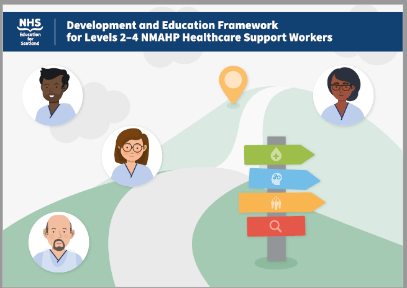 NHS
Education
for
Scotland
Development and Education Framework
for Levels 2–4 NMAHP Healthcare Support Workers